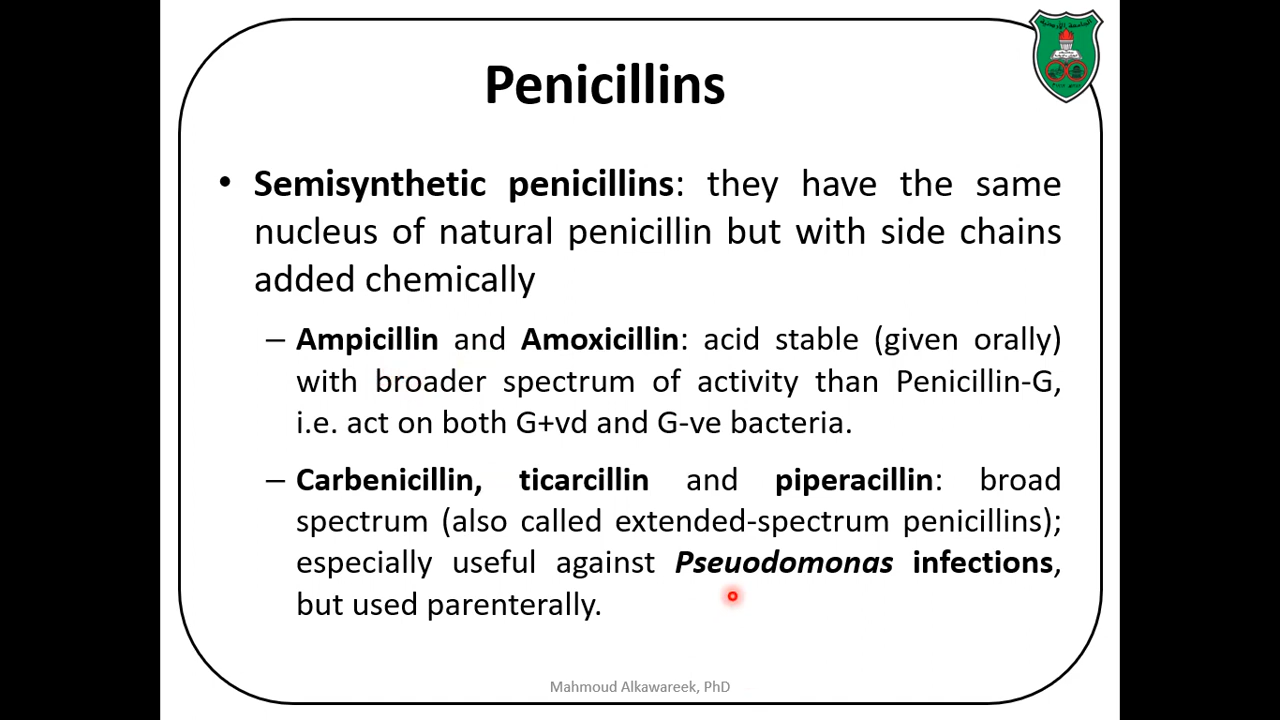 Penicillins
• Semisynthetic penicillins: they have the same
nucleus of natural penicillin but with side chains
added chemically
– Ampicillin and Amoxicillin: acid stable (given orally)
with broader spectrum of activity than Penicillin-G,
i.e. act on both G+vd and G-ve bacteria.
– Carbenicillin, ticarcillin and piperacillin: broad
spectrum (also called extended-spectrum penicillins);
especially useful against Pseuodomonas infections,
but used parenterally.
Mahmoud Alkawareek, PhD